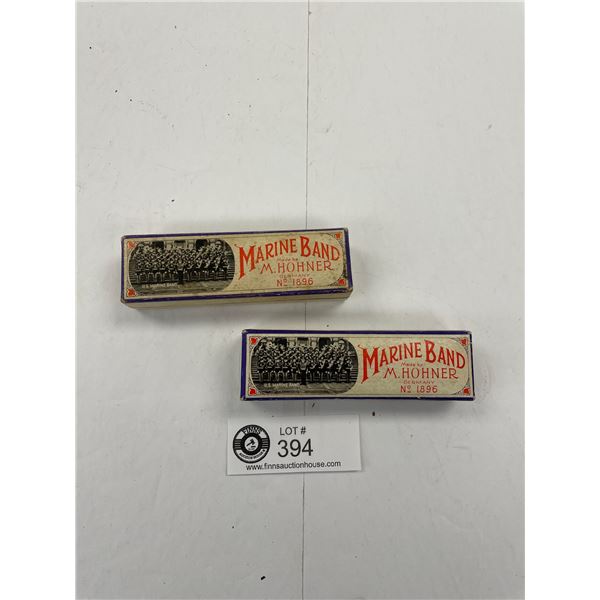 U.S. MARINE BAND
MARINE BAND
Made by
M. HOHNER
GERMANY
No 1896
U.S. MARINE BAND
MARINE BAND
Made by
M. HOHNER
GERMANY
No 1896
FINNS
LOT #
394
www.finnsauctionhouse.com